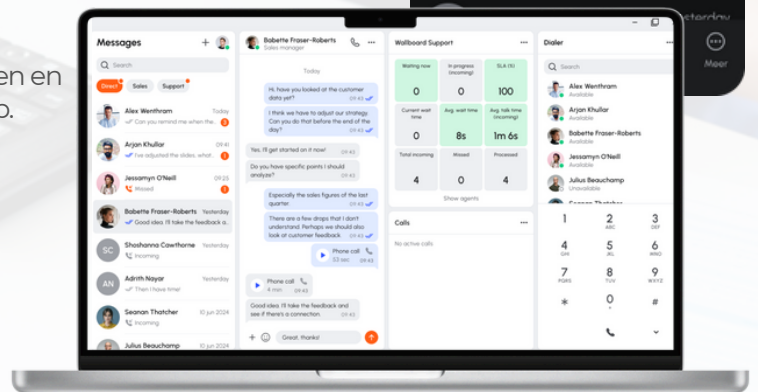 en en
o.
esterday
Meer
Messages
Search
Direct
Sales
Support
Alex Wenthram
Today
Can you remind me when the..
2
Arjan Khullar
09:41
I've adjusted the slides, what..
1
Jessamyn O'Neill
09:25
Missed
1
Babette Fraser-Roberts
Yesterday
Good idea. I'll take the feedback a..
SC
Shoshanna Cawthorne
Yesterday
Incoming
AN
Adrith Nayar
Yesterday
Then I have time!
Seanan Thatcher
10 jun 2024
Incoming
Julius Beauchamp
10 jun 2024
Babette Fraser-Roberts
Sales manager
Today
Hi, have you looked at the customer
data yet?
09:43
I think we have to adjust our strategy.
Can you do that before the end of the
day?
09:43
Yes, I'll get started on it now!
09:43
Do you have specific points I should
analyze?
09:43
Especially the sales figures of the last
quarter
09:43
There are a few drops that I don't
understand. Perhaps we should also
look at customer feedback.
09:43
Phone call
53 sec
09:43
Phone call
4 min
09:43
Good idea. I'll take the feedback and
see if there's a connection.
09:43
Great, thanks!
Wallboard Support
Waiting now
0
In progress
(incoming)
0
SLA (%)
100
Current wait
time
0
Avg. wait time
8s
Avg. talk time
(incoming)
1m 6s
Total incoming
4
Missed
0
Processed
4
Show agents
Calls
No active calls
Dialer
Search
Alex Wenthram
Available
Arjan Khullar
Available
Babette Fraser-Roberts
Available
Jessamyn O'Neill
Available
Julius Beauchamp
Unavailable
1
2
ABC
3
DEF
4
GHI
5
JKL
6
MNO
7
PQRS
8
TUV
9
WXYZ
*
0
#